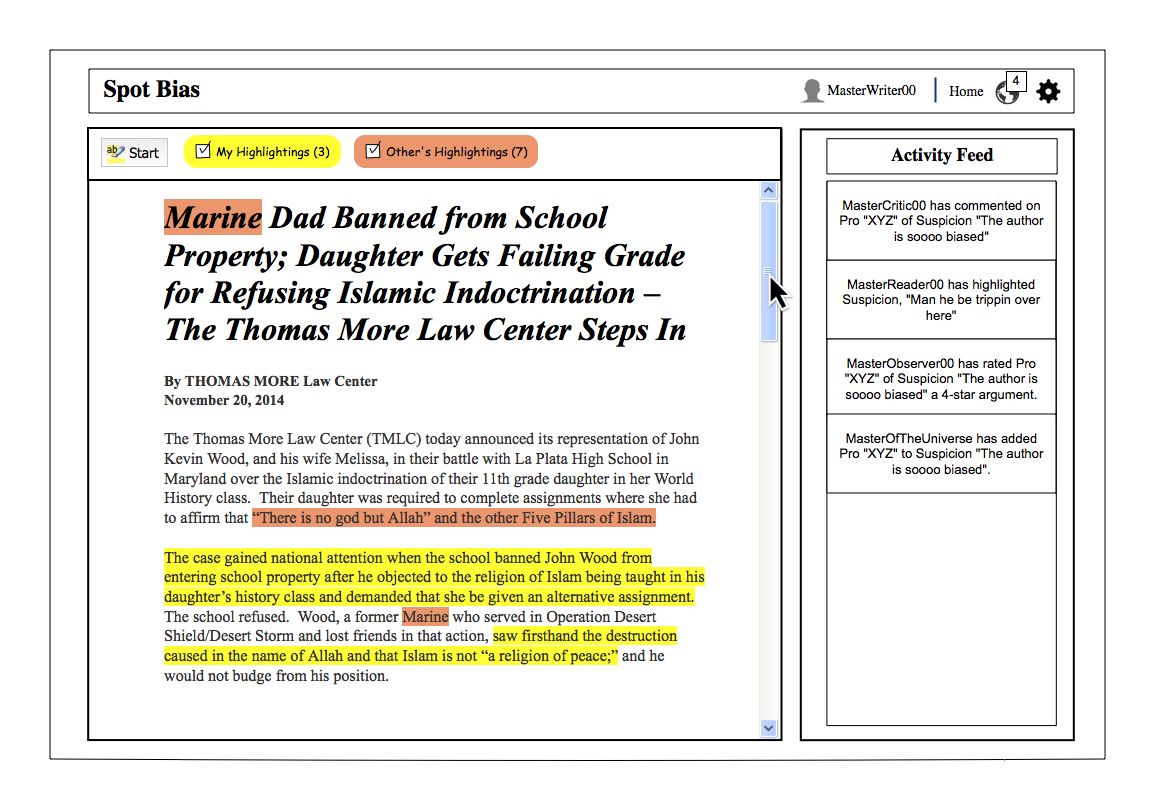 Spot Bias
MasterWriter00
Home
4
ab
Start
My Highlightings (3)
Other's Highlightings (7)
Marine Dad Banned from School
Property; Daughter Gets Failing Grade
for Refusing Islamic Indoctrination –
The Thomas More Law Center Steps In
By THOMAS MORE Law Center
November 20, 2014
The Thomas More Law Center (TMLC) today announced its representation of John
Kevin Wood, and his wife Melissa, in their battle with La Plata High School in
Maryland over the Islamic indoctrination of their 11th grade daughter in her World
History class.  Their daughter was required to complete assignments where she had
to affirm that “There is no god but Allah” and the other Five Pillars of Islam.
The case gained national attention when the school banned John Wood from
entering school property after he objected to the religion of Islam being taught in his
daughter’s history class and demanded that she be given an alternative assignment.
The school refused.  Wood, a former Marine who served in Operation Desert
Shield/Desert Storm and lost friends in that action, saw firsthand the destruction
caused in the name of Allah and that Islam is not “a religion of peace;” and he
would not budge from his position.
Activity Feed
MasterCritic00 has commented on
Pro "XYZ" of Suspicion "The author
is soooo biased"
MasterReader00 has highlighted
Suspicion, "Man he be trippin over
here"
MasterObserver00 has rated Pro
"XYZ" of Suspicion "The author is
soooo biased" a 4-star argument.
MasterOfTheUniverse has added
Pro "XYZ" to Suspicion "The author
is soooo biased".